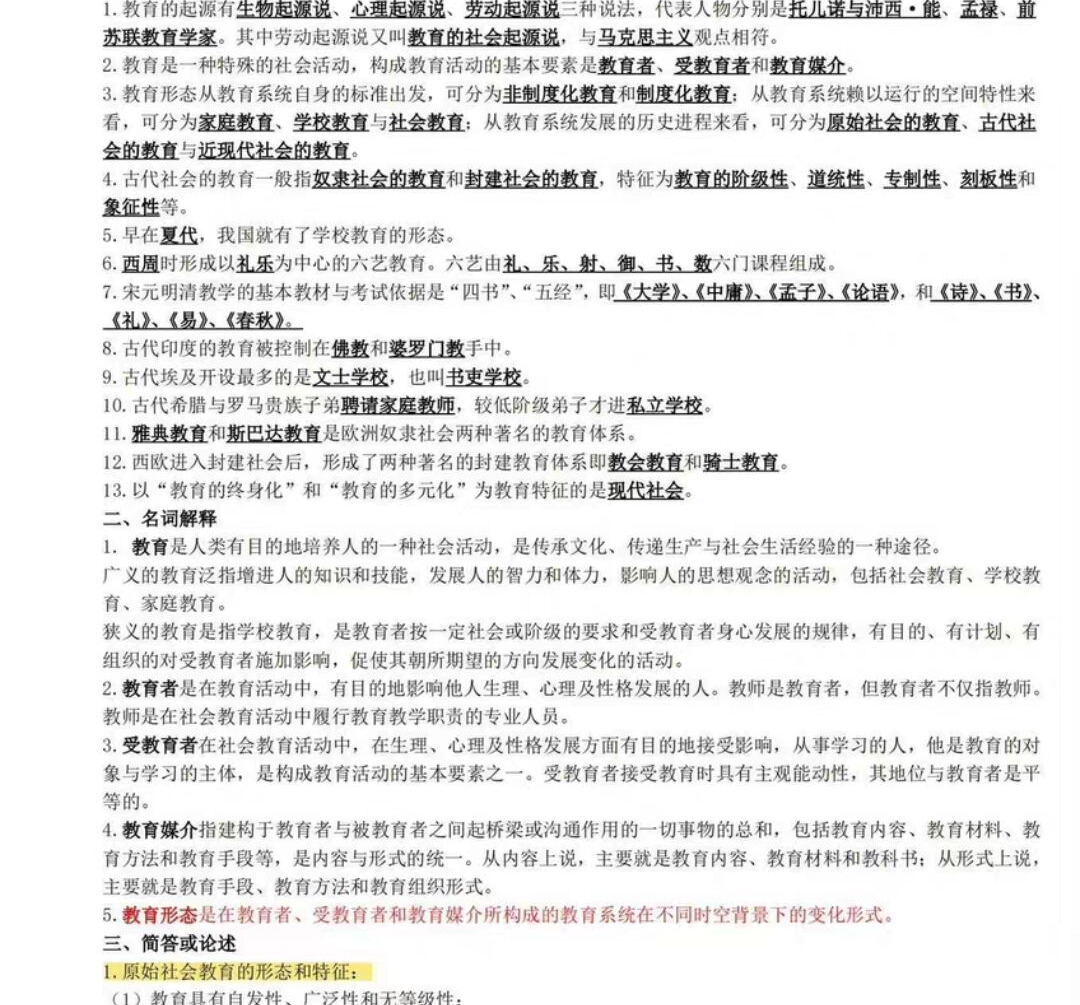 1.教育的起源有生物起源说、心理起源说、劳动起源说三种说法，代表人物分别是托儿诺与沛西·能、孟禄、前
苏联教育学家。其中劳动起源说又叫教育的社会起源说，与马克思主义观点相符。
2.教育是一种特殊的社会活动，构成教育活动的基本要素是教育者、受教育者和教育媒介。
3.教育形态从教育系统自身的标准出发，可分为非制度化教育和制度化教育；从教育系统赖以运行的空间特性来
看，可分为家庭教育、学校教育与社会教育；从教育系统发展的历史进程来看，可分为原始社会的教育、古代社
会的教育与近现代社会的教育。
4.古代社会的教育一般指奴隶社会的教育和封建社会的教育，特征为教育的阶级性、道统性、专制性、刻板性和
象征性等。
5.早在夏代，我国就有了学校教育的形态。
6.西周时形成以礼乐为中心的六艺教育。六艺由礼、乐、射、御、书、数六门课程组成。
7.宋元明清教学的基本教材与考试依据是“四书”、“五经”，即《大学》、《中庸》、《孟子》、《论语》，和《诗》、《书》、
《礼》、《易》、《春秋》。
8.古代印度的教育被控制在佛教和婆罗门教手中。
9.古代埃及开设最多的是文士学校，也叫书吏学校。
10.古代希腊与罗马贵族子弟聘请家庭教师，较低阶级弟子才进私立学校。
11.雅典教育和斯巴达教育是欧洲奴隶社会两种著名的教育体系。
12.西欧进入封建社会后，形成了两种著名的封建教育体系即教会教育和骑士教育。
13.以“教育的终身化”和“教育的多元化”为教育特征的是现代社会。
二、名词解释
1. 教育是人类有目的地培养人的一种社会活动，是传承文化、传递生产与社会生活经验的一种途径。
广义的教育泛指增进人的知识和技能，发展人的智力和体力，影响人的思想观念的活动，包括社会教育、学校教
育、家庭教育。
狭义的教育是指学校教育，是教育者按一定社会或阶级的要求和受教育者身心发展的规律，有目的、有计划、有
组织的对受教育者施加影响，促使其朝所期望的方向发展变化的活动。
2.教育者是在教育活动中，有目的地影响他人生理、心理及性格发展的人。教师是教育者，但教育者不仅指教师。
教师是在社会教育活动中履行教育教学职责的专业人员。
3.受教育者在社会教育活动中，在生理、心理及性格发展方面有目的地接受影响，从事学习的人，他是教育的对
象与学习的主体，是构成教育活动的基本要素之一。受教育者接受教育时具有主观能动性，其地位与教育者是平
等的。
4.教育媒介指建构于教育者与被教育者之间起桥梁或沟通作用的一切事物的总和，包括教育内容、教育材料、教
育方法和教育手段等，是内容与形式的统一。从内容上说，主要就是教育内容、教育材料和教科书；从形式上说，
主要就是教育手段、教育方法和教育组织形式。
5.教育形态是在教育者、受教育者和教育媒介所构成的教育系统在不同时空背景下的变化形式。
三、简答或论述
1.原始社会教育的形态和特征：
（1）教育具有自发性、广泛性和无等级性；